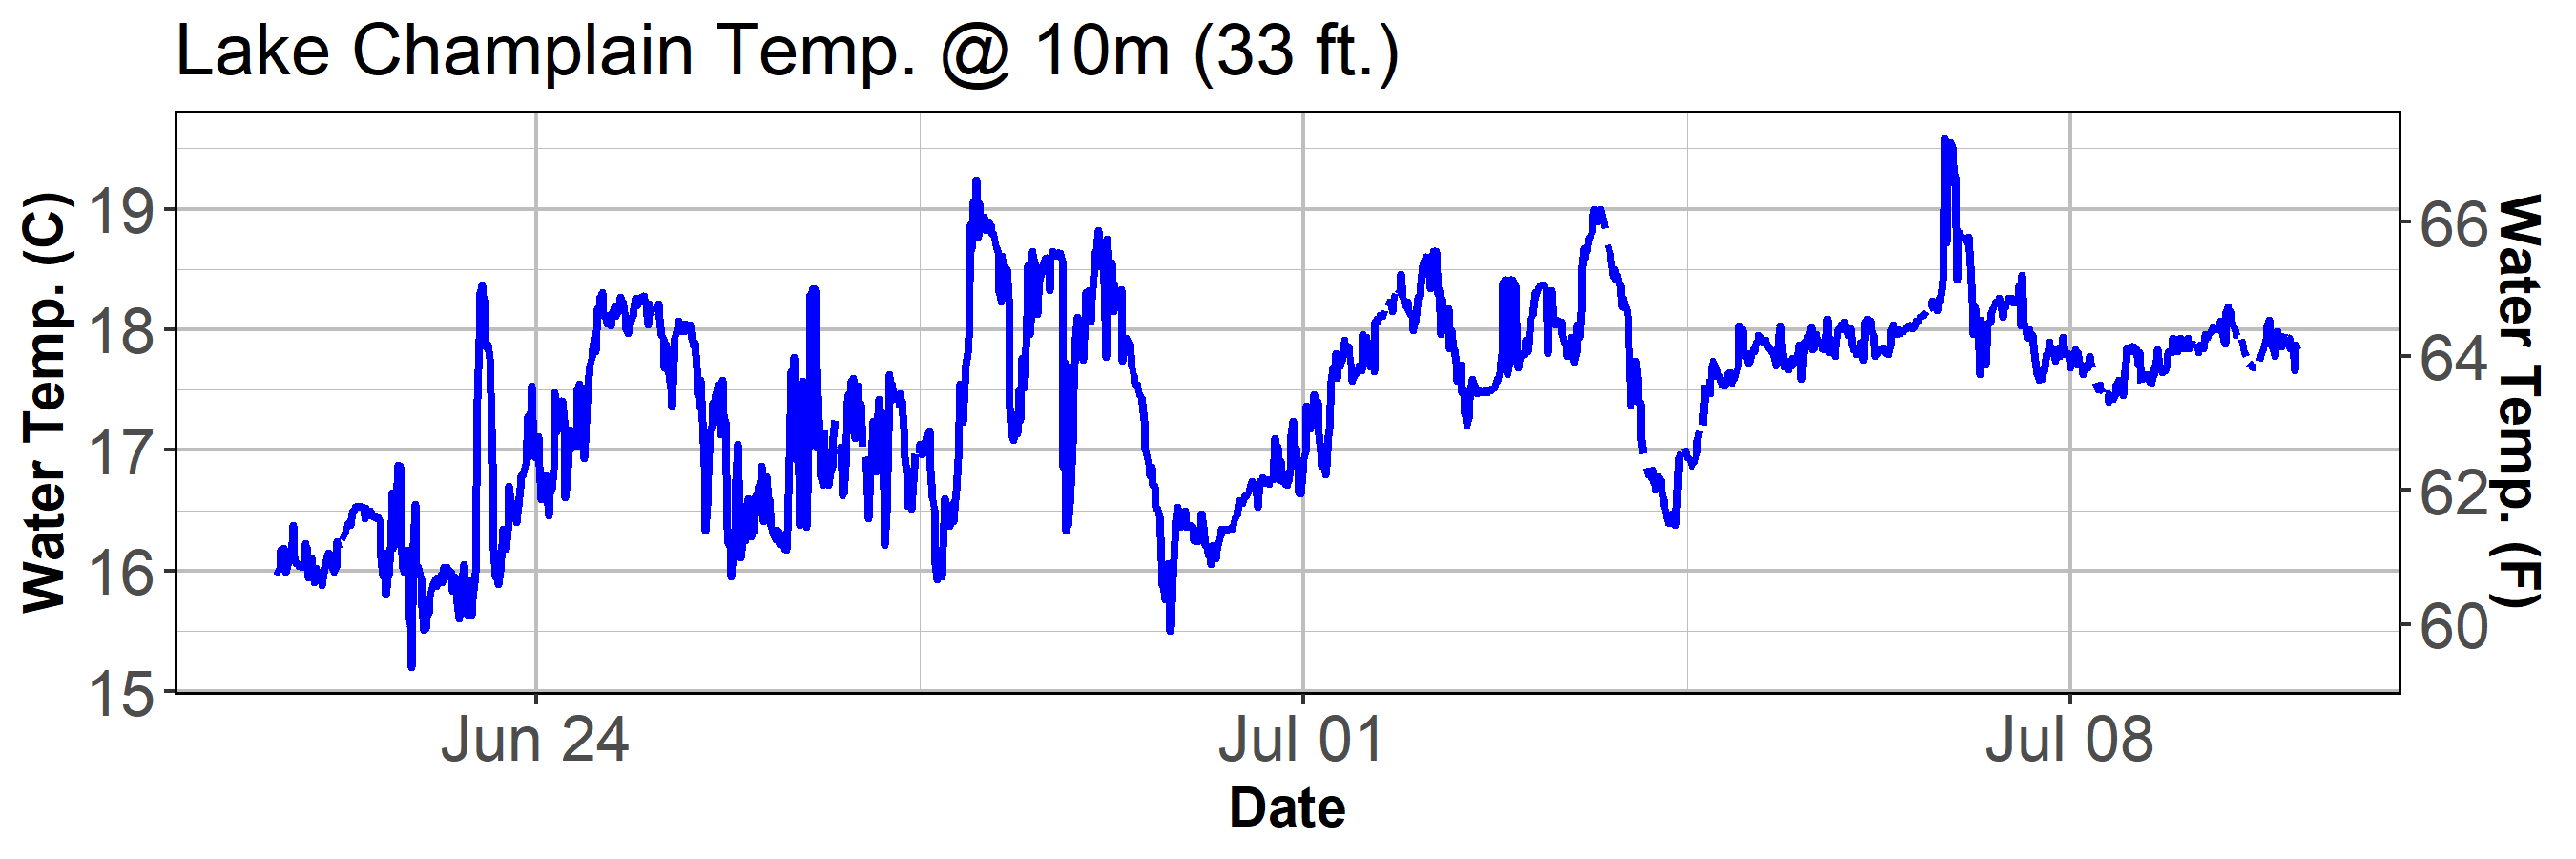 Lake Champlain Temp. @ 10m (33 ft.)
Water Temp. (C)
19
18
17
16
15
66
64
62
60
Water Temp. (F)
Jun 24
Jul 01
Jul 08
Date